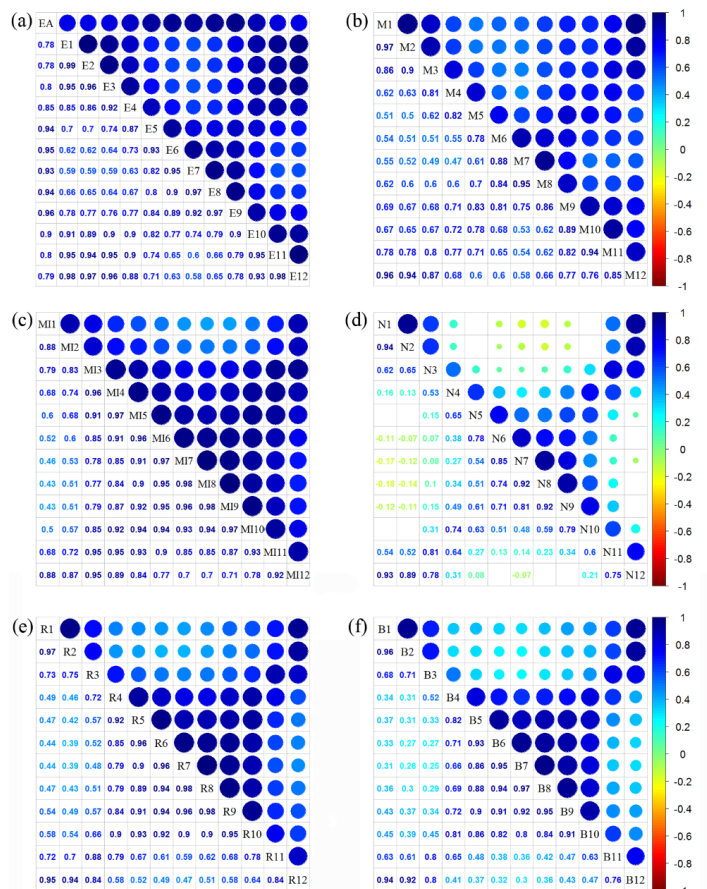 (a)
EA
0.78 E1
0.78 0.99 E2
0.8 0.95 0.96 E3
0.85 0.85 0.86 0.92 E4
0.94 0.7 0.7 0.74 0.87 E5
0.95 0.62 0.62 0.64 0.73 0.93 E6
0.93 0.59 0.59 0.59 0.63 0.82 0.95 E7
0.94 0.66 0.65 0.64 0.67 0.8 0.9 0.97 E8
0.96 0.78 0.77 0.76 0.77 0.84 0.89 0.92 0.97 E9
0.9 0.91 0.89 0.9 0.9 0.82 0.77 0.74 0.79 0.9 E10
0.8 0.95 0.94 0.95 0.9 0.74 0.65 0.6 0.66 0.79 0.95 E11
0.79 0.98 0.97 0.96 0.88 0.71 0.63 0.58 0.65 0.78 0.93 0.98 E12
(b)
M1
0.97 M2
0.86 0.9 M3
0.62 0.63 0.81 M4
0.51 0.5 0.62 0.82 M5
0.54 0.51 0.51 0.55 0.78 M6
0.55 0.52 0.49 0.47 0.61 0.88 M7
0.62 0.6 0.6 0.6 0.7 0.84 0.95 M8
0.69 0.67 0.68 0.71 0.83 0.81 0.75 0.86 M9
0.67 0.65 0.67 0.72 0.78 0.68 0.53 0.62 0.89 M10
0.78 0.78 0.8 0.77 0.71 0.65 0.54 0.62 0.82 0.94 M11
0.96 0.94 0.87 0.68 0.6 0.6 0.58 0.66 0.77 0.76 0.85 M12
1
0.8
0.6
0.4
0.2
0
-0.2
-0.4
-0.6
-0.8
-1
(c)
MI1
0.88 MI2
0.79 0.83 MI3
0.68 0.74 0.96 MI4
0.6 0.68 0.91 0.97 MI5
0.52 0.6 0.85 0.91 0.96 MI6
0.46 0.53 0.78 0.85 0.91 0.97 MI7
0.43 0.51 0.77 0.84 0.9 0.95 0.98 MI8
0.43 0.51 0.79 0.87 0.92 0.95 0.96 0.98 MI9
0.5 0.57 0.85 0.92 0.94 0.94 0.93 0.94 0.97 MI10
0.68 0.72 0.95 0.95 0.93 0.9 0.85 0.85 0.87 0.93 MI11
0.88 0.87 0.95 0.89 0.84 0.77 0.7 0.7 0.71 0.78 0.92 MI12
(d)
N1
0.94 N2
0.62 0.65 N3
0.16 0.13 0.53 N4
0.15 0.65 N5
-0.11 -0.07 0.07 0.38 0.78 N6
-0.17 -0.12 0.08 0.27 0.54 0.85 N7
-0.14 0.1 0.34 0.51 0.74 0.92 N8
-0.12 -0.11 0.15 0.49 0.61 0.71 0.81 0.92 N9
0.31 0.74 0.63 0.51 0.48 0.59 0.79 N10
0.54 0.52 0.81 0.64 0.27 0.13 0.14 0.23 0.34 0.6 N11
0.93 0.89 0.78 0.31 0.08 -0.07 0.21 0.75 N12
1
0.8
0.6
0.4
0.2
0
-0.2
-0.4
-0.6
-0.8
-1
(e)
R1
0.97 R2
0.73 0.75 R3
0.49 0.46 0.72 R4
0.47 0.42 0.57 0.92 R5
0.44 0.39 0.52 0.85 0.96 R6
0.44 0.39 0.48 0.79 0.9 0.96 R7
0.47 0.43 0.51 0.79 0.89 0.94 0.98 R8
0.54 0.49 0.57 0.84 0.91 0.94 0.96 0.98 R9
0.58 0.54 0.66 0.9 0.93 0.92 0.9 0.9 0.95 R10
0.72 0.7 0.88 0.79 0.67 0.61 0.59 0.62 0.68 0.78 R11
0.95 0.94 0.84 0.58 0.52 0.49 0.47 0.51 0.58 0.64 0.84 R12
(f)
B1
0.96 B2
0.68 0.71 B3
0.34 0.31 0.52 B4
0.37 0.31 0.33 0.82 B5
0.33 0.27 0.27 0.71 0.93 B6
0.31 0.26 0.25 0.66 0.86 0.95 B7
0.36 0.3 0.29 0.69 0.88 0.94 0.97 B8
0.43 0.37 0.34 0.72 0.9 0.91 0.92 0.95 B9
0.45 0.39 0.45 0.81 0.86 0.82 0.8 0.84 0.91 B10
0.63 0.61 0.8 0.65 0.48 0.38 0.36 0.42 0.47 0.63 B11
0.94 0.92 0.8 0.41 0.37 0.32 0.3 0.36 0.43 0.47 0.76 B12
1
0.8
0.6
0.4
0.2
0
-0.2
-0.4
-0.6
-0.8